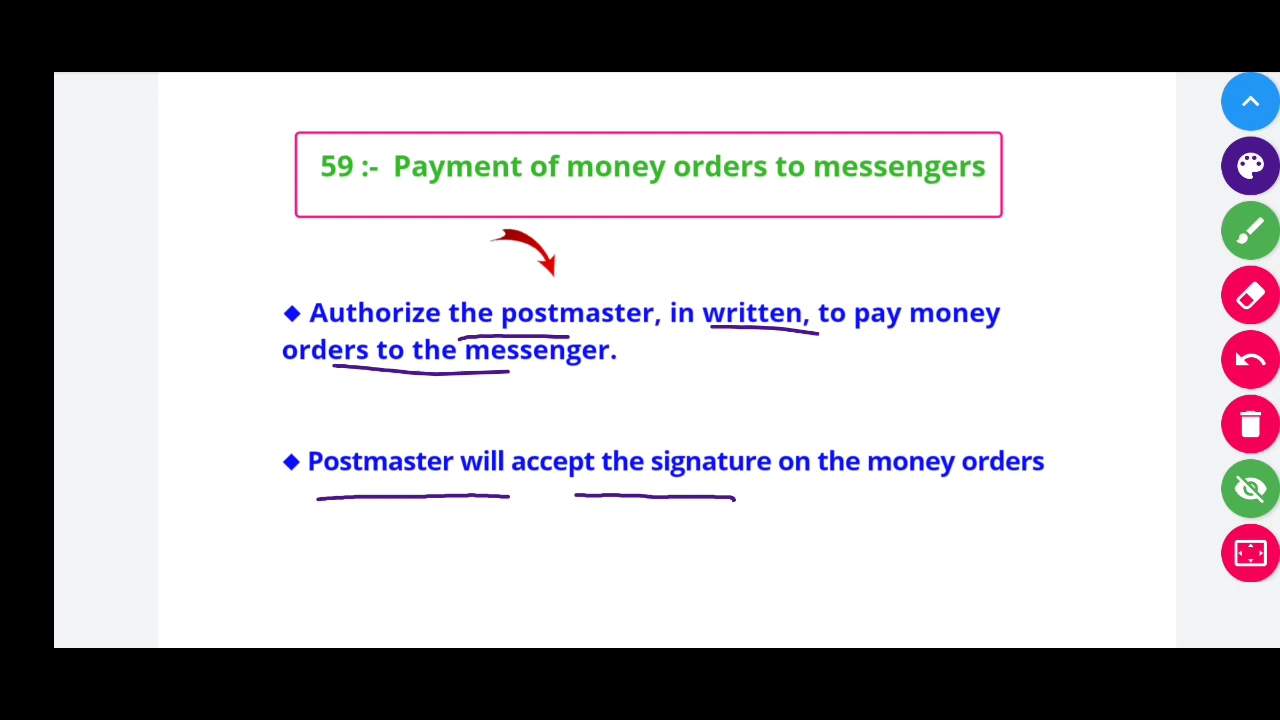 59 :- Payment of money orders to messengers
◆ Authorize the postmaster, in written, to pay money
orders to the messenger.
◆ Postmaster will accept the signature on the money orders